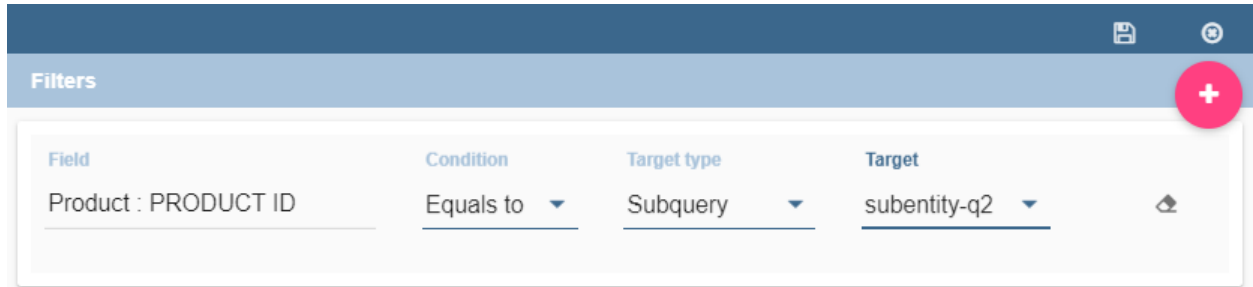 Filters
Field Condition Target type Target
Product : PRODUCT ID Equals to Subquery subentity-q2